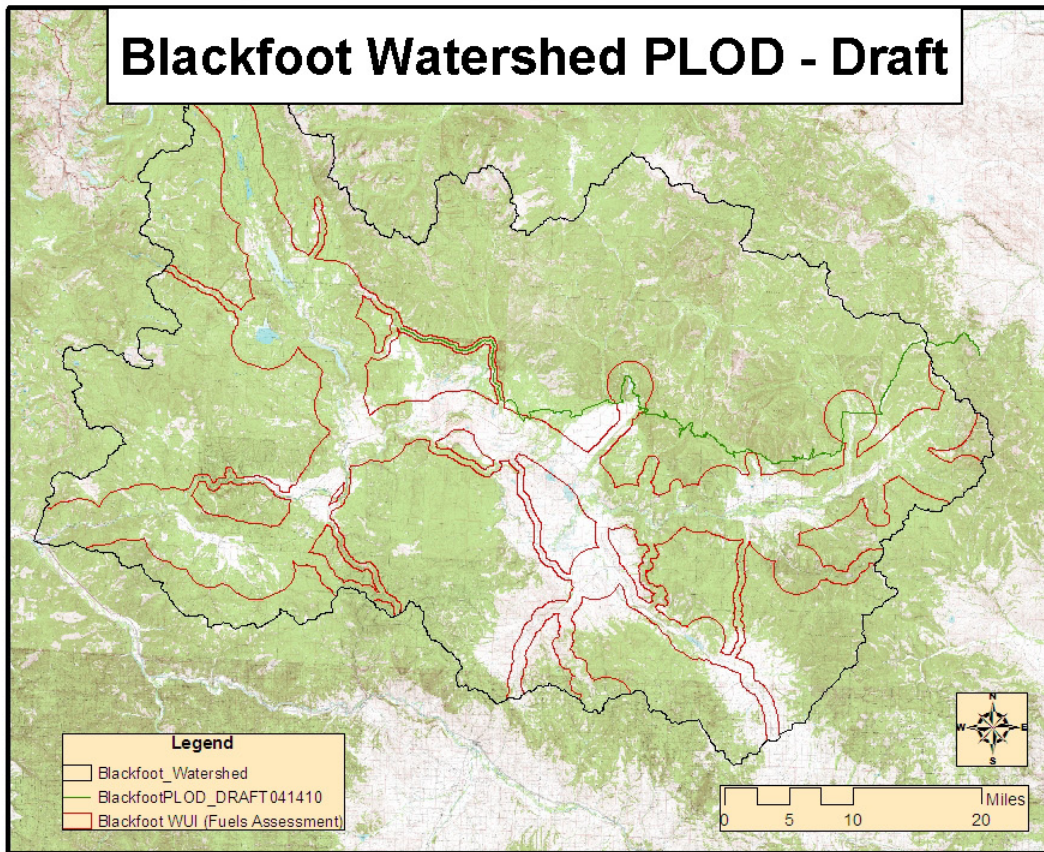 Blackfoot Watershed PLOD - Draft
Legend
Blackfoot_Watershed
BlackfootPLOD_DRAFT041410
Blackfoot WUI (Fuels Assessment)
N
W E
S
Miles
0 5 10 20